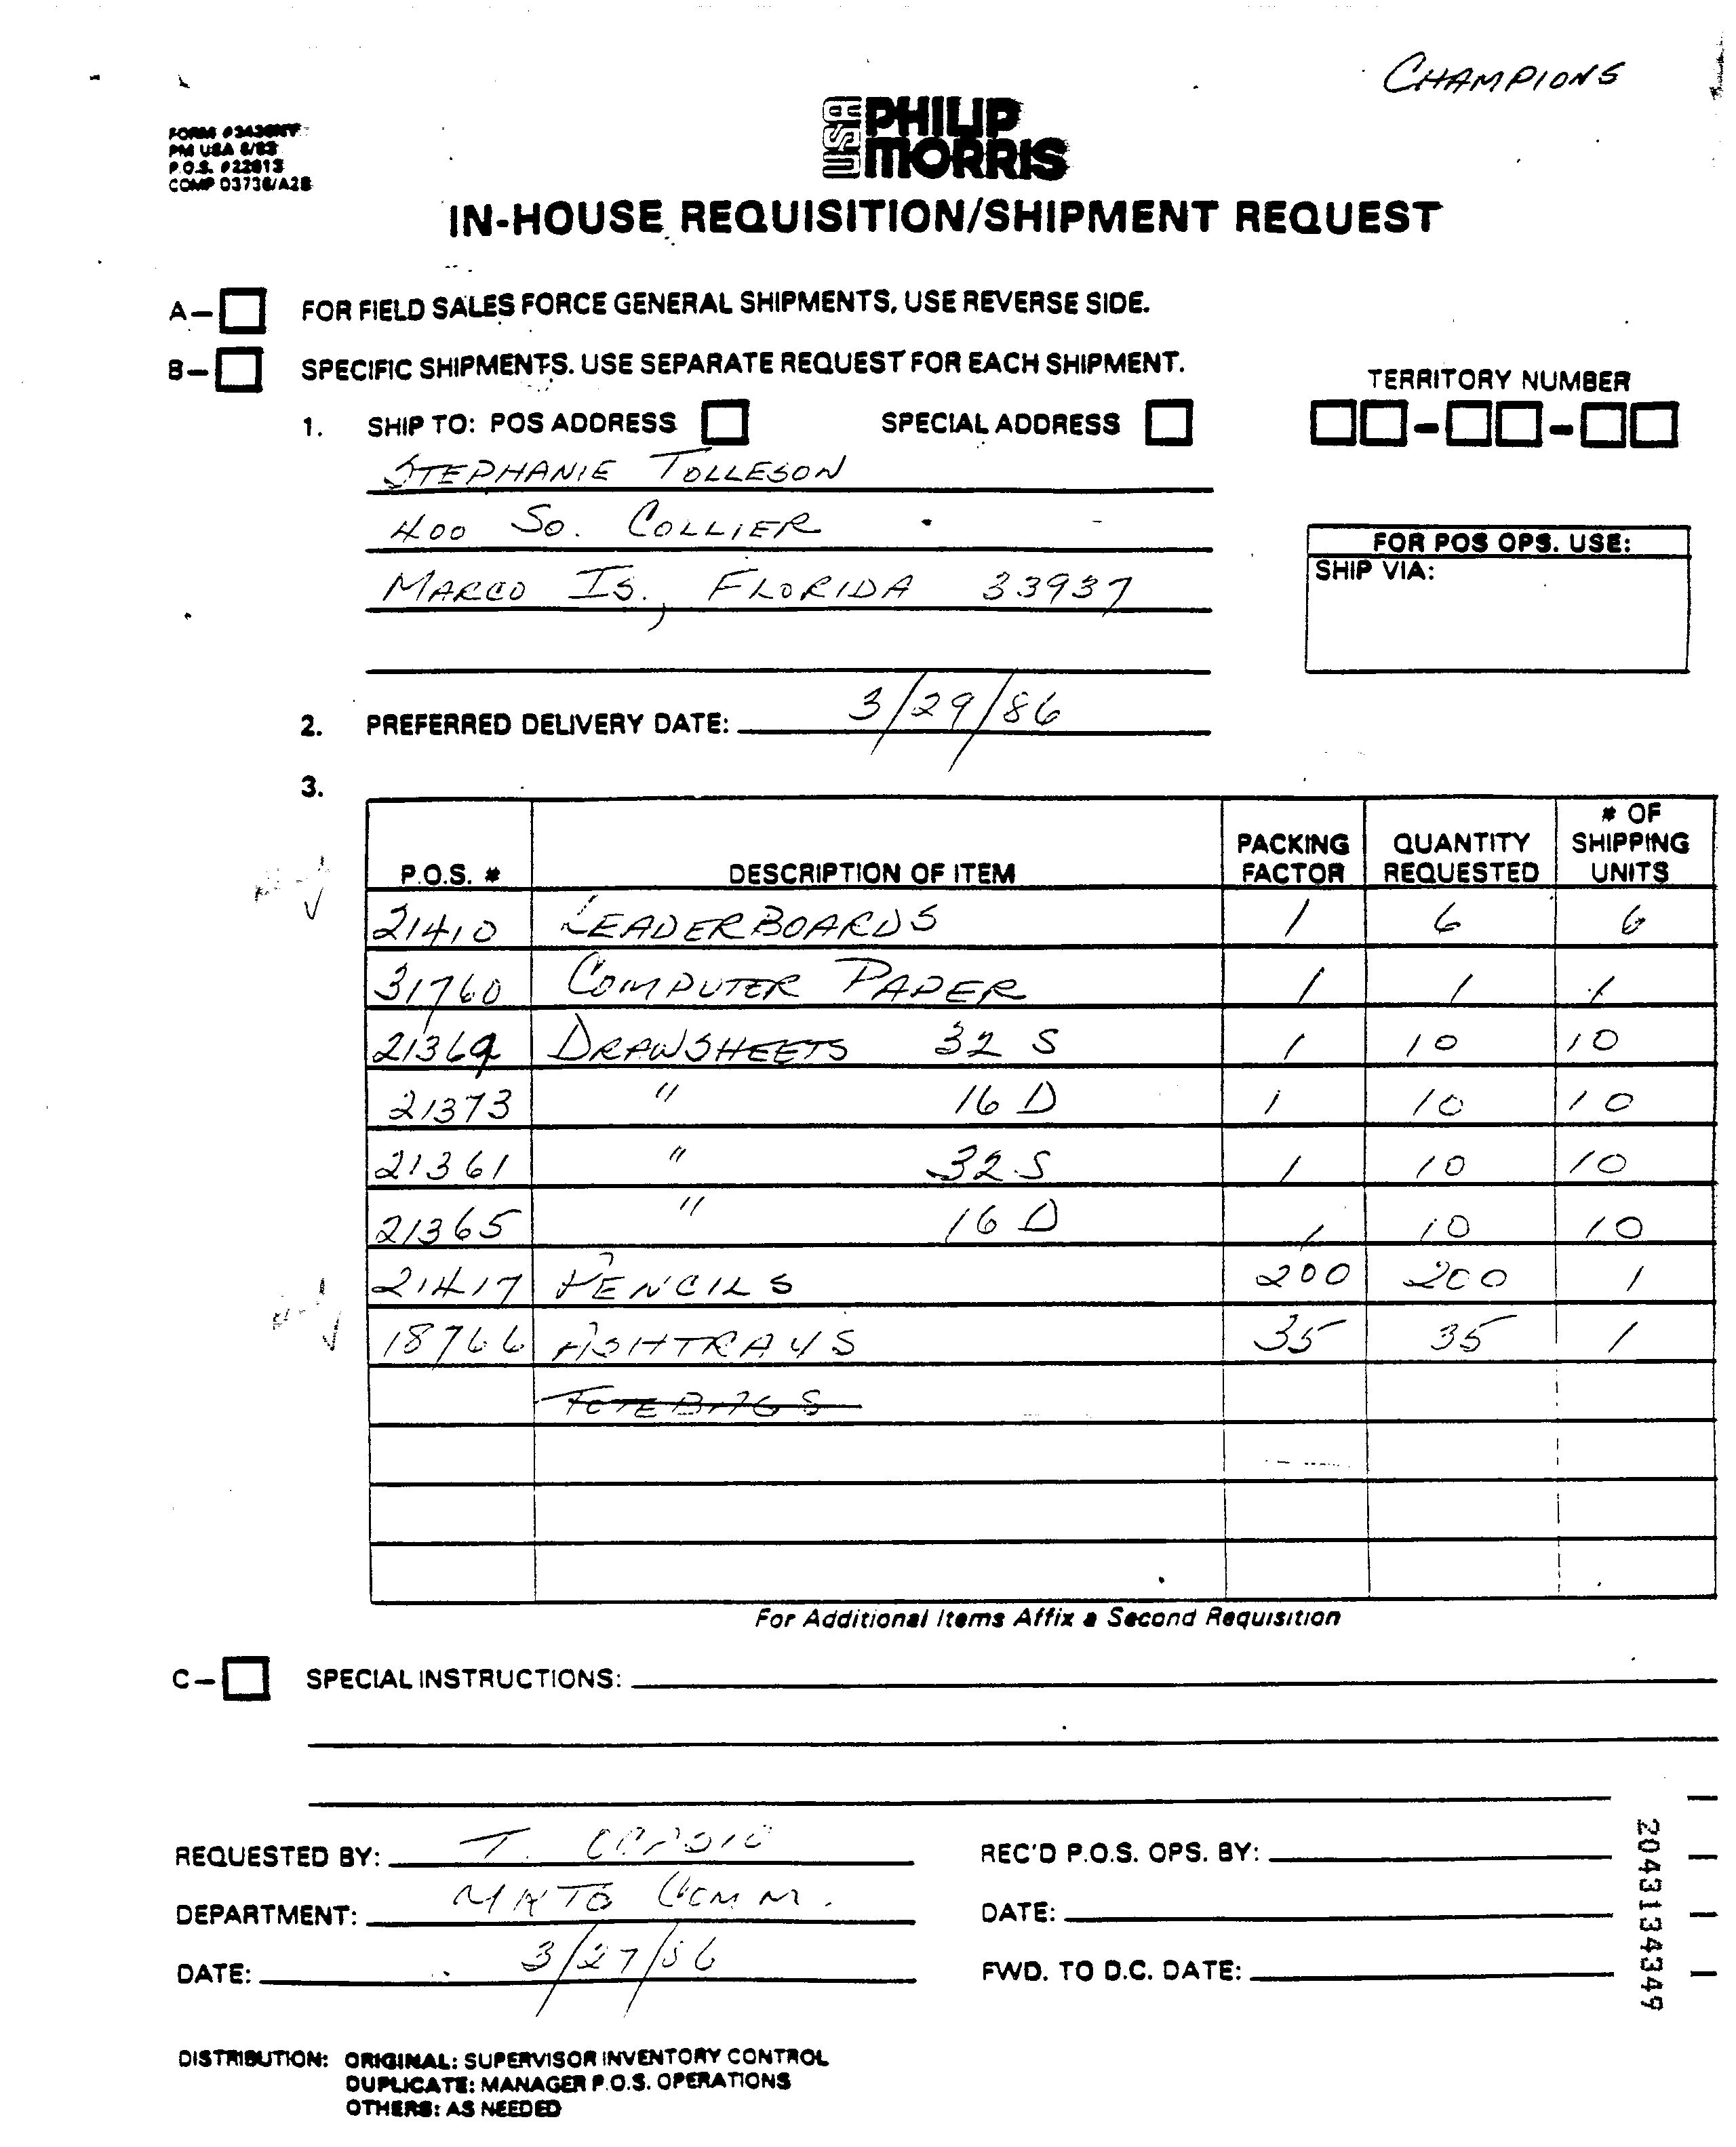 CHAMPIONS
FORM #3436NY
PM USA 6/83
P.O.S. #22613
COMP 03736/A2B
USA PHILIP MORRIS
IN-HOUSE REQUISITION/SHIPMENT REQUEST
A- FOR FIELD SALES FORCE GENERAL SHIPMENTS, USE REVERSE SIDE.
B- SPECIFIC SHIPMENTS. USE SEPARATE REQUEST FOR EACH SHIPMENT.
TERRITORY NUMBER
1. SHIP TO: POS ADDRESS SPECIAL ADDRESS
STEPHANIE TOLLESON
400 SO. COLLIER
MARCO IS., FLORIDA 33937
FOR POS OPS. USE:
SHIP VIA:
2. PREFERRED DELIVERY DATE: 3/29/86
3.
P.O.S. # DESCRIPTION OF ITEM PACKING FACTOR QUANTITY REQUESTED # OF SHIPPING UNITS
21410 LEADERBOARDS 1 6 6
31760 COMPUTER PAPER 1 1 1
21369 DRAWSHEETS 32 S 1 10 10
21373 " 16 D 1 10 10
21361 " 32 S 1 10 10
21365 " 16 D 1 10 10
21417 PENCILS 200 200 1
18766 ASHTRAYS 35 35 1
TOTE BAGS
For Additional Items Affix a Second Requisition
C- SPECIAL INSTRUCTIONS:
REQUESTED BY: T.
REC'D P.O.S. OPS. BY:
DEPARTMENT: MKTG COMM.
DATE:
DATE: 3/27/86
FWD. TO D.C. DATE:
2043134349
DISTRIBUTION: ORIGINAL: SUPERVISOR INVENTORY CONTROL
DUPLICATE: MANAGER P.O.S. OPERATIONS
OTHERS: AS NEEDED